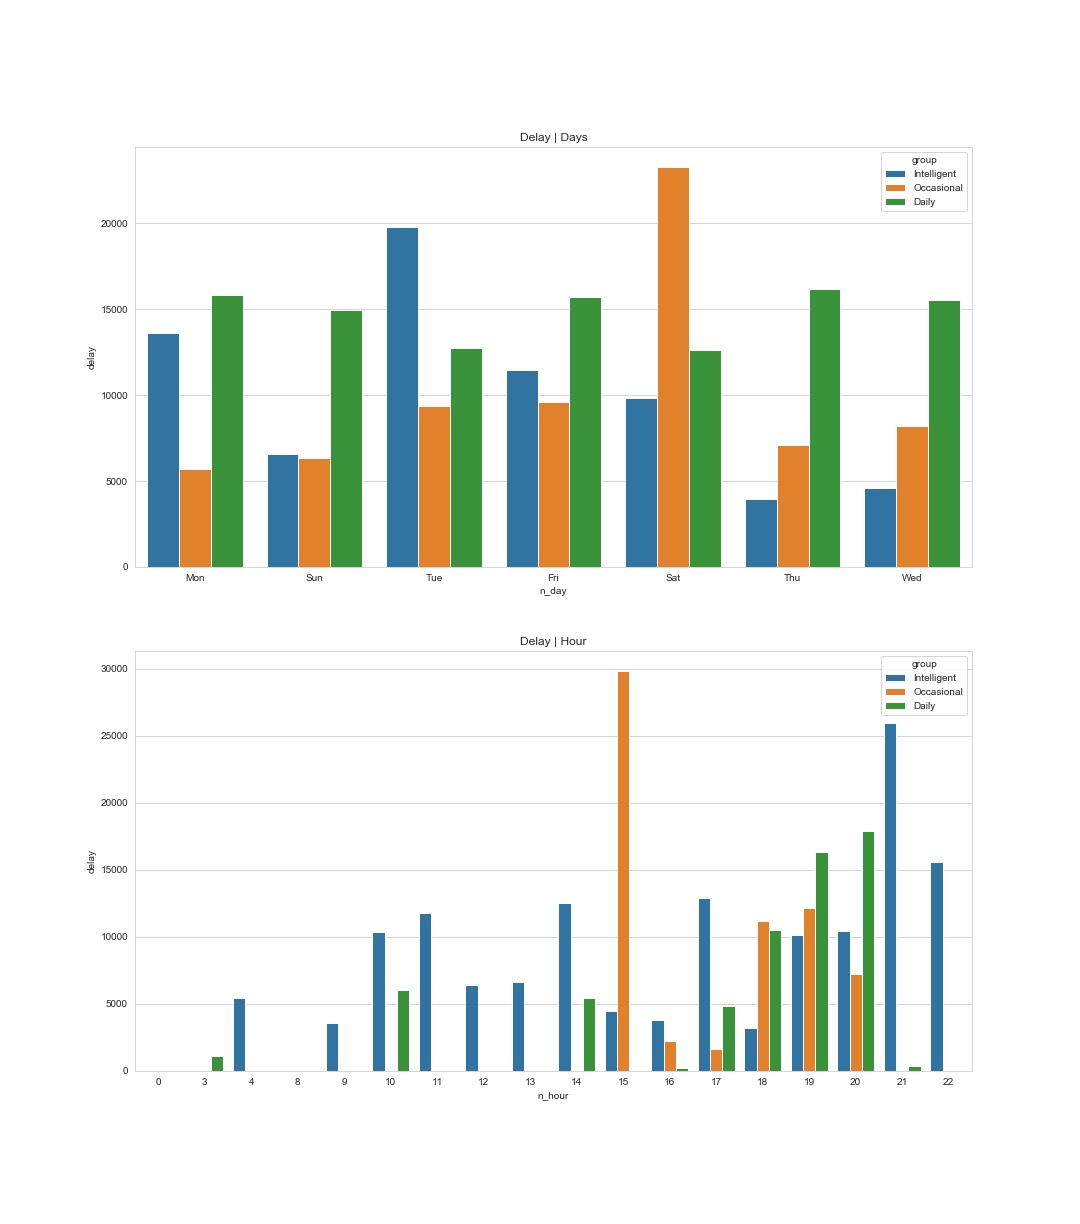 Delay | Days
group
Intelligent
Occasional
Daily
20000
15000
10000
5000
0
delay
Mon Sun Tue Fri Sat Thu Wed
n_day
Delay | Hour
group
Intelligent
Occasional
Daily
30000
25000
20000
15000
10000
5000
0
delay
0 3 4 8 9 10 11 12 13 14 15 16 17 18 19 20 21 22
n_hour